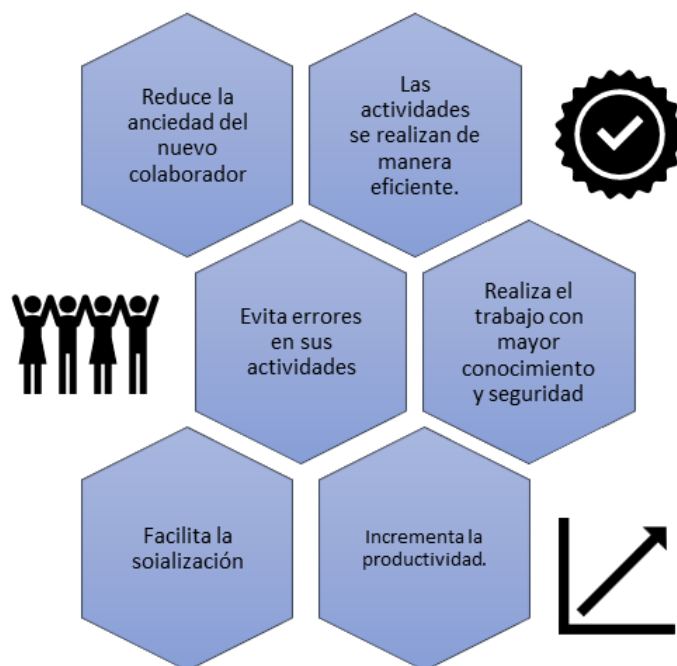 Reduce la
anciedad del
nuevo
colaborador
Las
actividades
se realizan de
manera
eficiente.
Evita errores
en sus
actividades
Realiza el
trabajo con
mayor
conocimiento
y seguridad
Facilita la
soialización
Incrementa la
productividad.